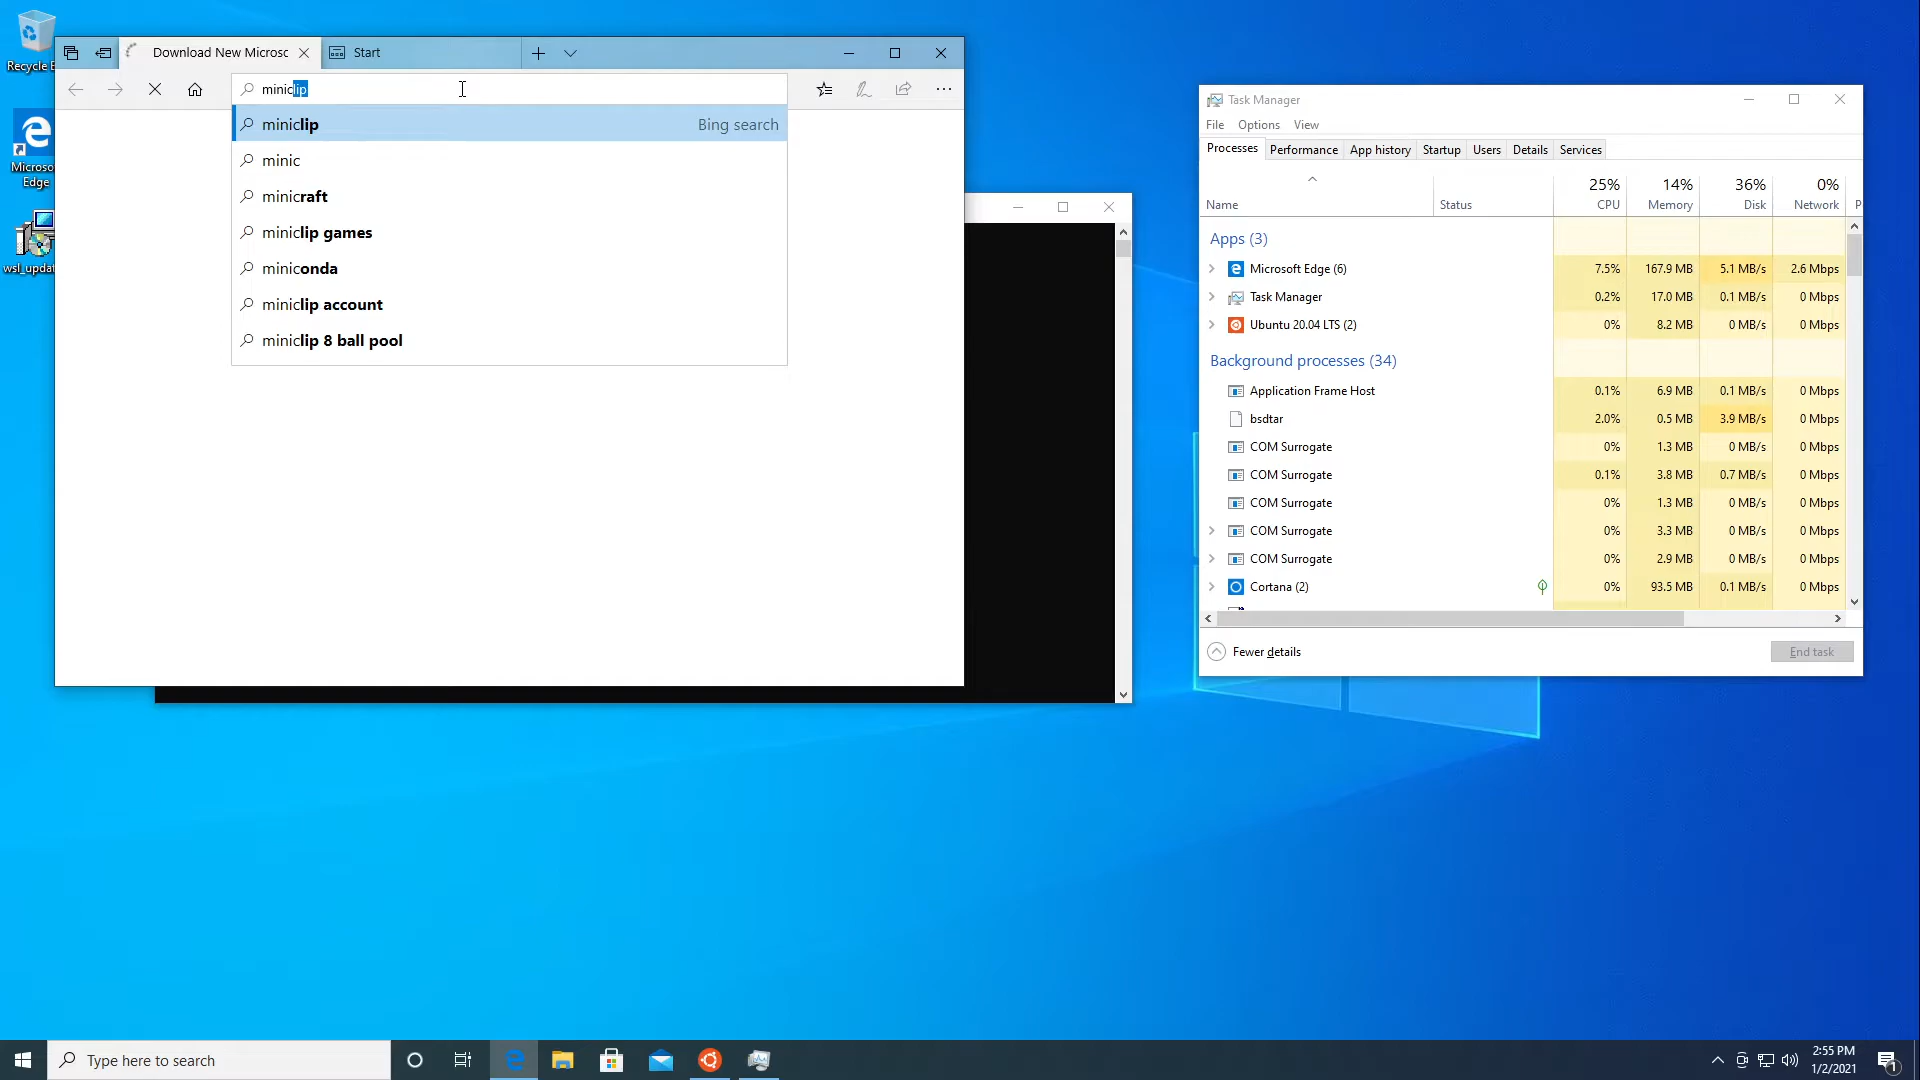 Recycle B
Microsoft
Edge
wsl_updat
Download New Microsc
Start
miniclip
miniclip
Bing search
minic
minicraft
miniclip games
miniconda
miniclip account
miniclip 8 ball pool
Task Manager
File Options View
Processes Performance App history Startup Users Details Services
25% 14% 36% 0%
Name Status CPU Memory Disk Network P
Apps (3)
Microsoft Edge (6) 7.5% 167.9 MB 5.1 MB/s 2.6 Mbps
Task Manager 0.2% 17.0 MB 0.1 MB/s 0 Mbps
Ubuntu 20.04 LTS (2) 0% 8.2 MB 0 MB/s 0 Mbps
Background processes (34)
Application Frame Host 0.1% 6.9 MB 0.1 MB/s 0 Mbps
bsdtar 2.0% 0.5 MB 3.9 MB/s 0 Mbps
COM Surrogate 0% 1.3 MB 0 MB/s 0 Mbps
COM Surrogate 0.1% 3.8 MB 0.7 MB/s 0 Mbps
COM Surrogate 0% 1.3 MB 0 MB/s 0 Mbps
COM Surrogate 0% 3.3 MB 0 MB/s 0 Mbps
COM Surrogate 0% 2.9 MB 0 MB/s 0 Mbps
Cortana (2) 0% 93.5 MB 0.1 MB/s 0 Mbps
Fewer details
End task
Type here to search
2:55 PM
1/2/2021
1